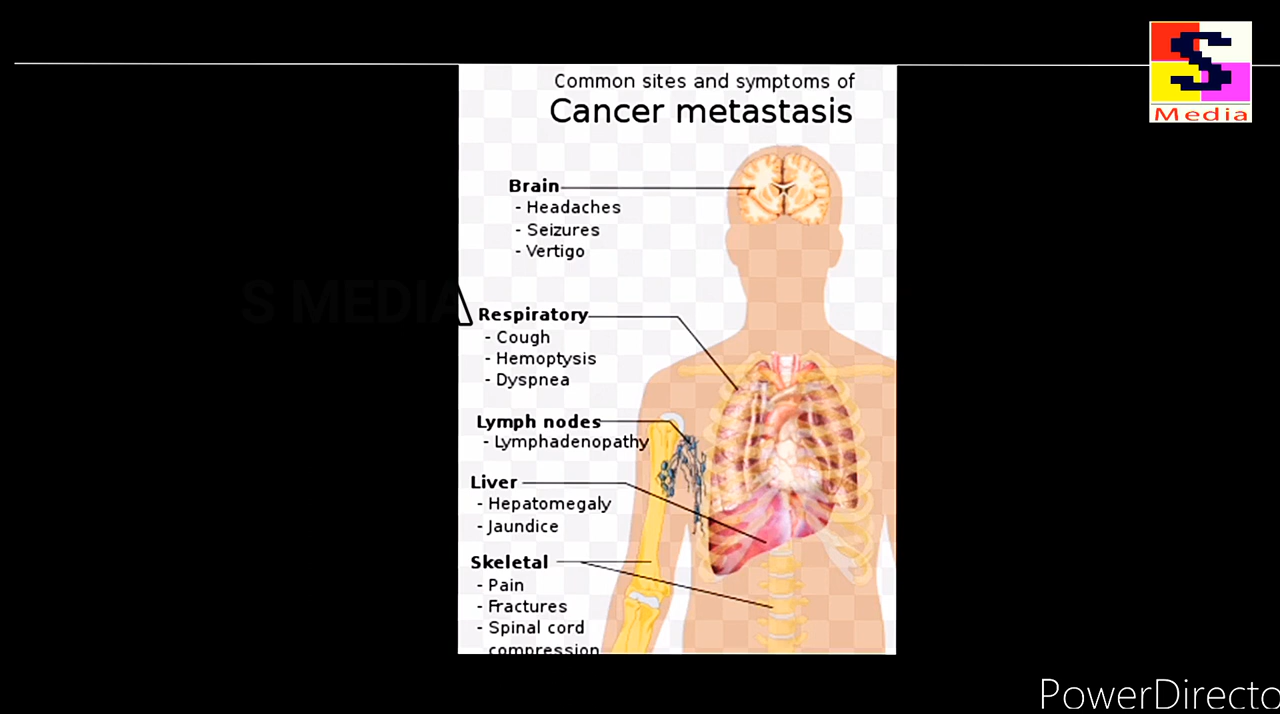 S
Media
Common sites and symptoms of
Cancer metastasis
Brain
- Headaches
- Seizures
- Vertigo
S MEDIA
Respiratory
- Cough
- Hemoptysis
- Dyspnea
Lymph nodes
- Lymphadenopathy
Liver
- Hepatomegaly
- Jaundice
Skeletal
- Pain
- Fractures
- Spinal cord
compression
PowerDirecto